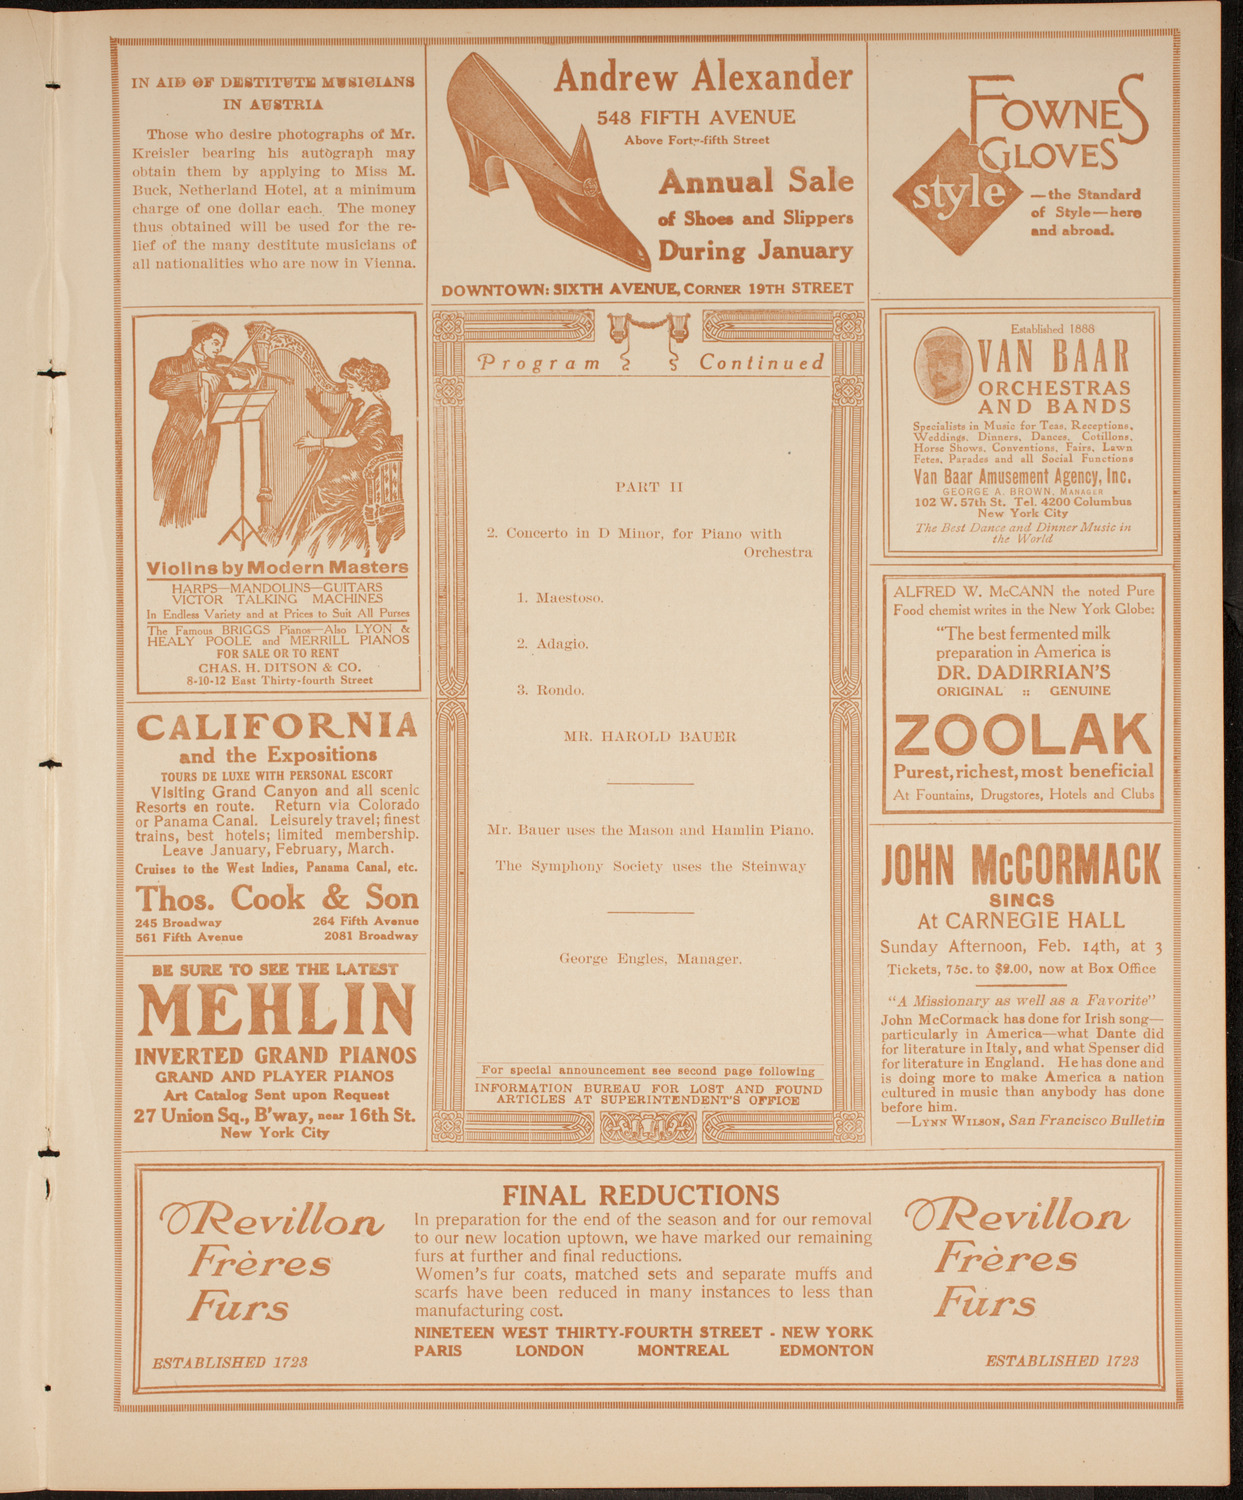 IN AID OF DESTITUTE MUSICIANS
IN AUSTRIA
Those who desire photographs of Mr.
Kreisler bearing his autograph may
obtain them by applying to Miss M.
Buck, Netherland Hotel, at a minimum
charge of one dollar each. The money
thus obtained will be used for the re-
lief of the many destitute musicians of
all nationalities who are now in Vienna.
Andrew Alexander
548 FIFTH AVENUE
Above Forty-fifth Street
Annual Sale
of Shoes and Slippers
During January
DOWNTOWN: SIXTH AVENUE, CORNER 19TH STREET
FOWNES
GLOVES
style
—the Standard
of Style—here
and abroad.
Violins by Modern Masters
HARPS—MANDOLINS—GUITARS
VICTOR TALKING MACHINES
In Endless Variety and at Prices to Suit All Purses
The Famous BRIGGS Pianos—Also LYON &
HEALY POOLE and MERRILL PIANOS
FOR SALE OR TO RENT
CHAS. H. DITSON & CO.
8-10-12 East Thirty-fourth Street
CALIFORNIA
and the Expositions
TOURS DE LUXE WITH PERSONAL ESCORT
Visiting Grand Canyon and all scenic
Resorts en route. Return via Colorado
or Panama Canal. Leisurely travel; finest
trains, best hotels; limited membership.
Leave January, February, March.
Cruises to the West Indies, Panama Canal, etc.
Thos. Cook & Son
245 Broadway 264 Fifth Avenue
561 Fifth Avenue 2081 Broadway
BE SURE TO SEE THE LATEST
MEHLIN
INVERTED GRAND PIANOS
GRAND AND PLAYER PIANOS
Art Catalog Sent upon Request
27 Union Sq., B'way, near 16th St.
New York City
Program Continued
PART II
2. Concerto in D Minor, for Piano with
Orchestra
1. Maestoso.
2. Adagio.
3. Rondo.
MR. HAROLD BAUER
Mr. Bauer uses the Mason and Hamlin Piano.
The Symphony Society uses the Steinway
George Engles, Manager.
For special announcement see second page following
INFORMATION BUREAU FOR LOST AND FOUND
ARTICLES AT SUPERINTENDENT'S OFFICE
Established 1888
VAN BAAR
ORCHESTRAS
AND BANDS
Specialists in Music for Teas, Receptions,
Weddings, Dinners, Dances, Cotillons,
Horse Shows, Conventions, Fairs, Lawn
Fetes, Parades and all Social Functions
Van Baar Amusement Agency, Inc.
GEORGE A. BROWN, MANAGER
102 W. 57th St. Tel. 4200 Columbus
New York City
The Best Dance and Dinner Music in
the World
ALFRED W. McCANN the noted Pure
Food chemist writes in the New York Globe:
"The best fermented milk
preparation in America is
DR. DADIRRIAN'S
ORIGINAL :: GENUINE
ZOOLAK
Purest, richest, most beneficial
At Fountains, Drugstores, Hotels and Clubs
JOHN McCORMACK
SINGS
At CARNEGIE HALL
Sunday Afternoon, Feb. 14th, at 3
Tickets, 75c. to $2.00, now at Box Office
"A Missionary as well as a Favorite"
John McCormack has done for Irish song—
particularly in America—what Dante did
for literature in Italy, and what Spenser did
for literature in England. He has done and
is doing more to make America a nation
cultured in music than anybody has done
before him.
—LYNN WILSON, San Francisco Bulletin
Revillon
Frères
Furs
ESTABLISHED 1723
FINAL REDUCTIONS
In preparation for the end of the season and for our removal
to our new location uptown, we have marked our remaining
furs at further and final reductions.
Women's fur coats, matched sets and separate muffs and
scarfs have been reduced in many instances to less than
manufacturing cost.
NINETEEN WEST THIRTY-FOURTH STREET - NEW YORK
PARIS LONDON MONTREAL EDMONTON
Revillon
Frères
Furs
ESTABLISHED 1723